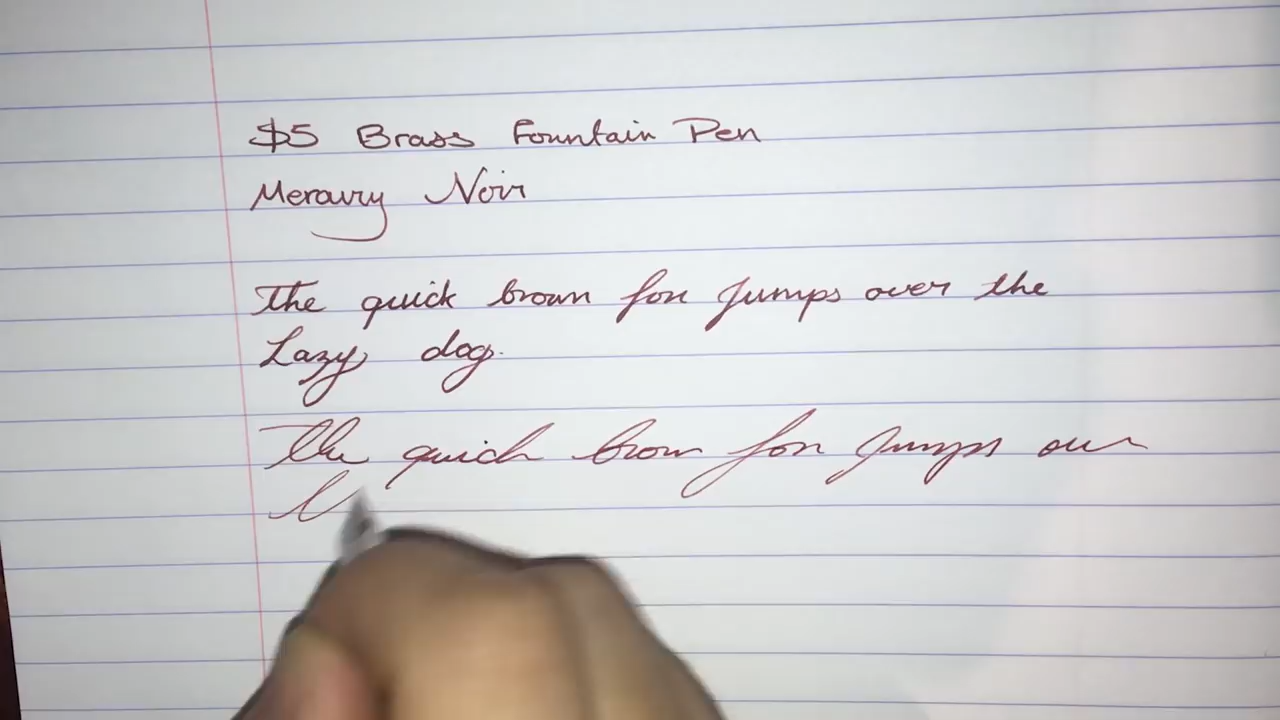 $5 Brass Fountain Pen
Mercury Noir
The quick brown fox Jumps over the
Lazy dog.
The quick brown fox Jumps over